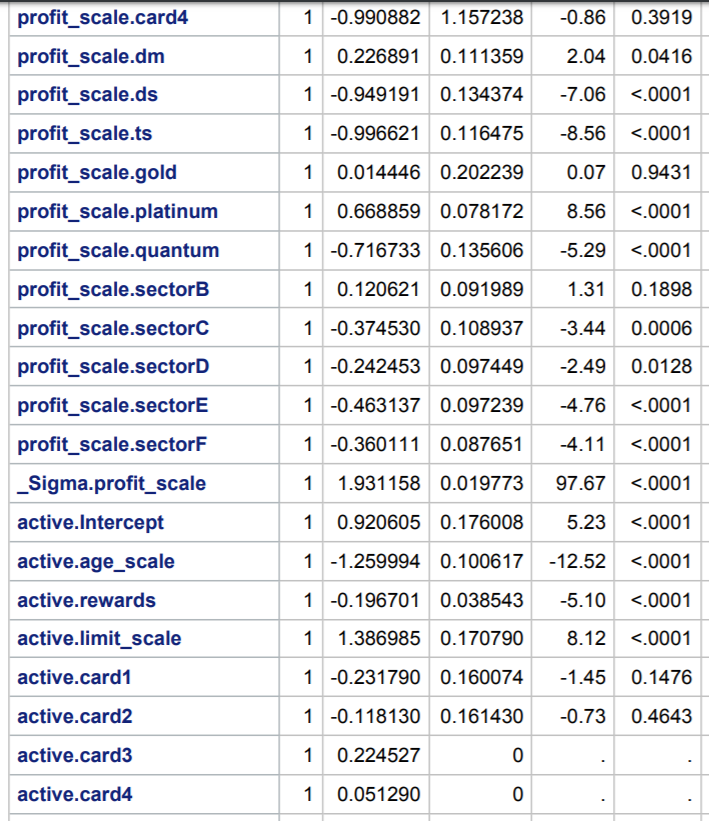 profit_scale.card4 1 -0.990882 1.157238 -0.86 0.3919
profit_scale.dm 1 0.226891 0.111359 2.04 0.0416
profit_scale.ds 1 -0.949191 0.134374 -7.06 <.0001
profit_scale.ts 1 -0.996621 0.116475 -8.56 <.0001
profit_scale.gold 1 0.014446 0.202239 0.07 0.9431
profit_scale.platinum 1 0.668859 0.078172 8.56 <.0001
profit_scale.quantum 1 -0.716733 0.135606 -5.29 <.0001
profit_scale.sectorB 1 0.120621 0.091989 1.31 0.1898
profit_scale.sectorC 1 -0.374530 0.108937 -3.44 0.0006
profit_scale.sectorD 1 -0.242453 0.097449 -2.49 0.0128
profit_scale.sectorE 1 -0.463137 0.097239 -4.76 <.0001
profit_scale.sectorF 1 -0.360111 0.087651 -4.11 <.0001
_Sigma.profit_scale 1 1.931158 0.019773 97.67 <.0001
active.Intercept 1 0.920605 0.176008 5.23 <.0001
active.age_scale 1 -1.259994 0.100617 -12.52 <.0001
active.rewards 1 -0.196701 0.038543 -5.10 <.0001
active.limit_scale 1 1.386985 0.170790 8.12 <.0001
active.card1 1 -0.231790 0.160074 -1.45 0.1476
active.card2 1 -0.118130 0.161430 -0.73 0.4643
active.card3 1 0.224527 0 . .
active.card4 1 0.051290 0 . .